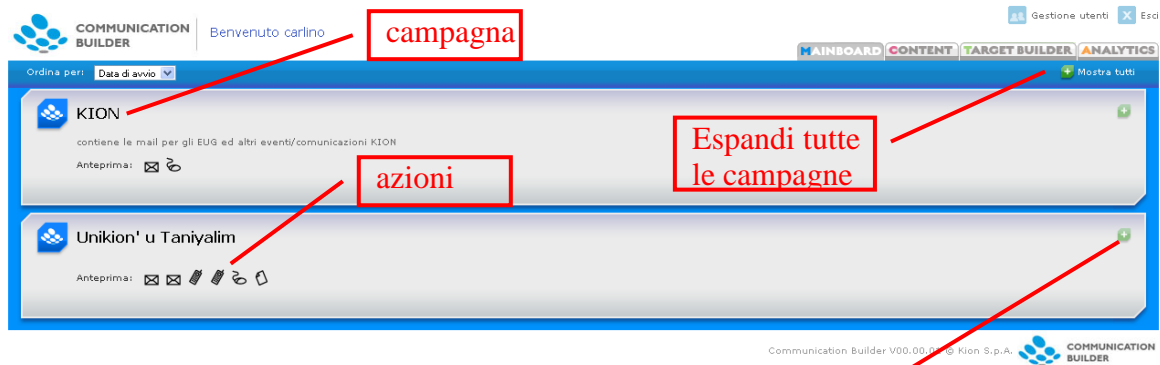 Gestione utenti X Esci
COMMUNICATION
BUILDER
Benvenuto carlino
campagna
MAINBOARD CONTENT TARGET BUILDER ANALYTICS
Ordina per: Data di avvio
Mostra tutti
KION
contiene le mail per gli EUG ed altri eventi/comunicazioni KION
Anteprima:
Espandi tutte
le campagne
azioni
Unikion' u Taniyalim
Anteprima:
Communication Builder V00.00. © Kion S.p.A.
COMMUNICATION
BUILDER